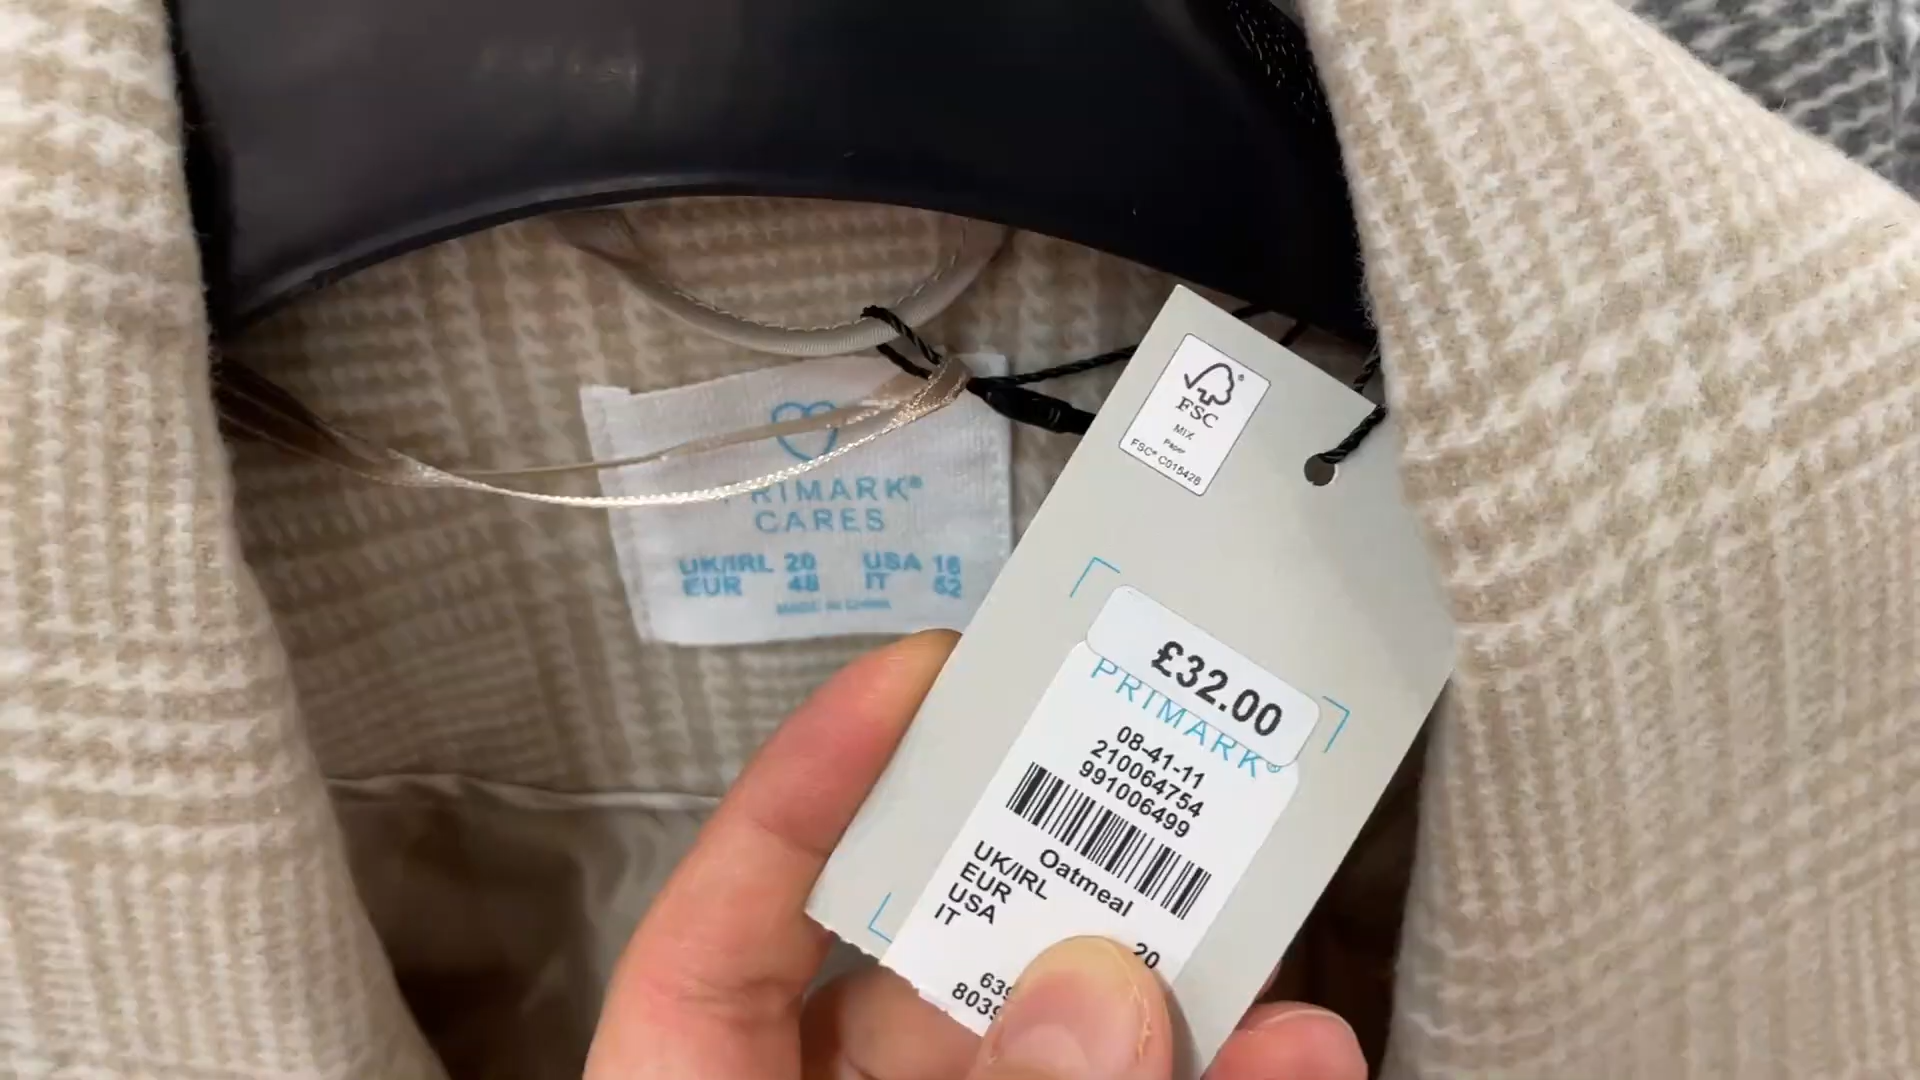 PRIMARK®
CARES
UK/IRL 20 USA 16
EUR 48 IT 52
MADE IN CHINA
FSC®
MIX
Paper
FSC® C015428
£32.00
PRIMARK®
08-41-11
210064754
991006499
Oatmeal
UK/IRL 20
EUR
USA
IT